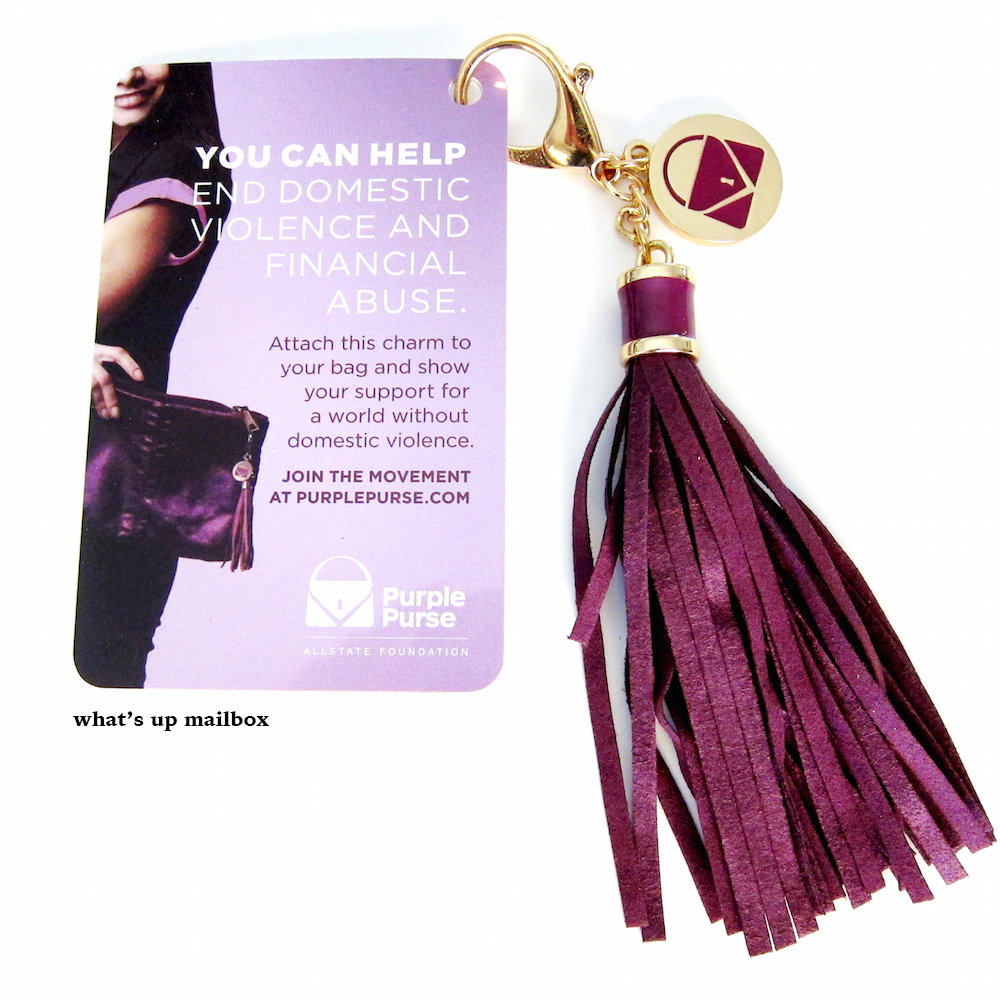 YOU CAN HELP
END DOMESTIC
VIOLENCE AND
FINANCIAL
ABUSE.
Attach this charm to
your bag and show
your support for
a world without
domestic violence.
JOIN THE MOVEMENT
AT PURPLEPURSE.COM
Purple
Purse
ALLSTATE FOUNDATION
what's up mailbox